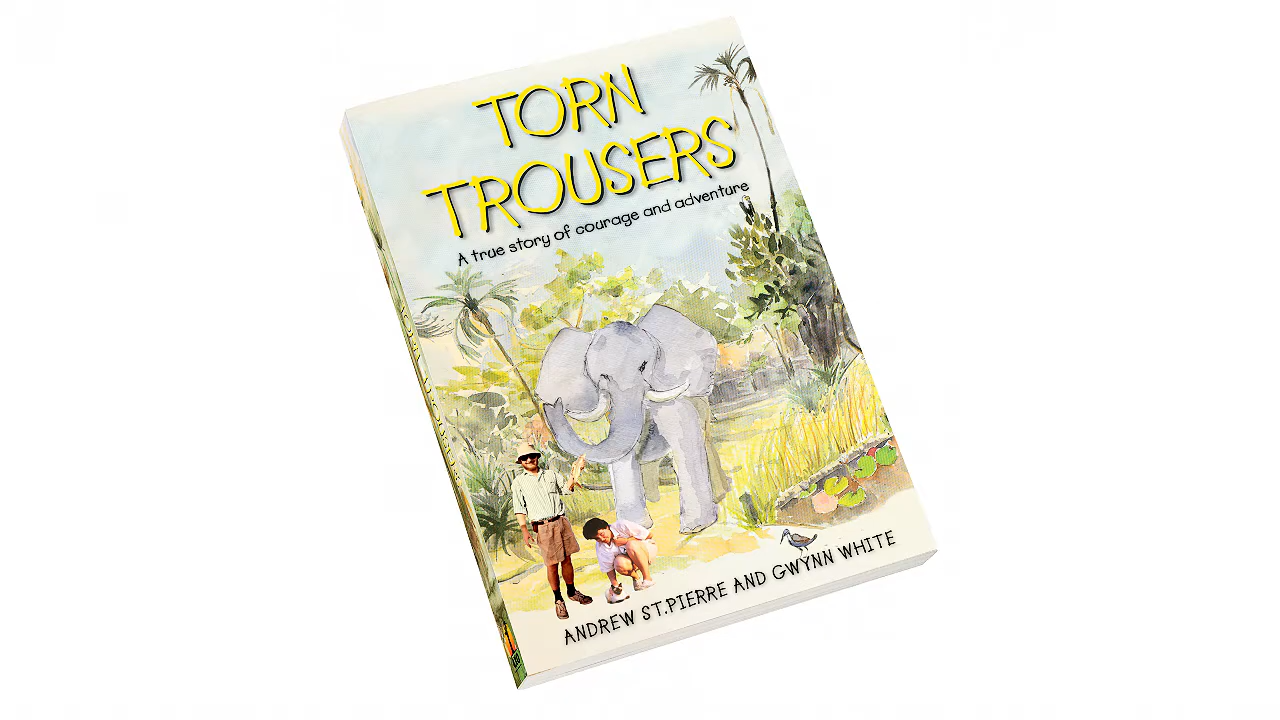 TORN
TROUSERS
A true story of courage and adventure
ANDREW ST.PIERRE AND GWYNN WHITE